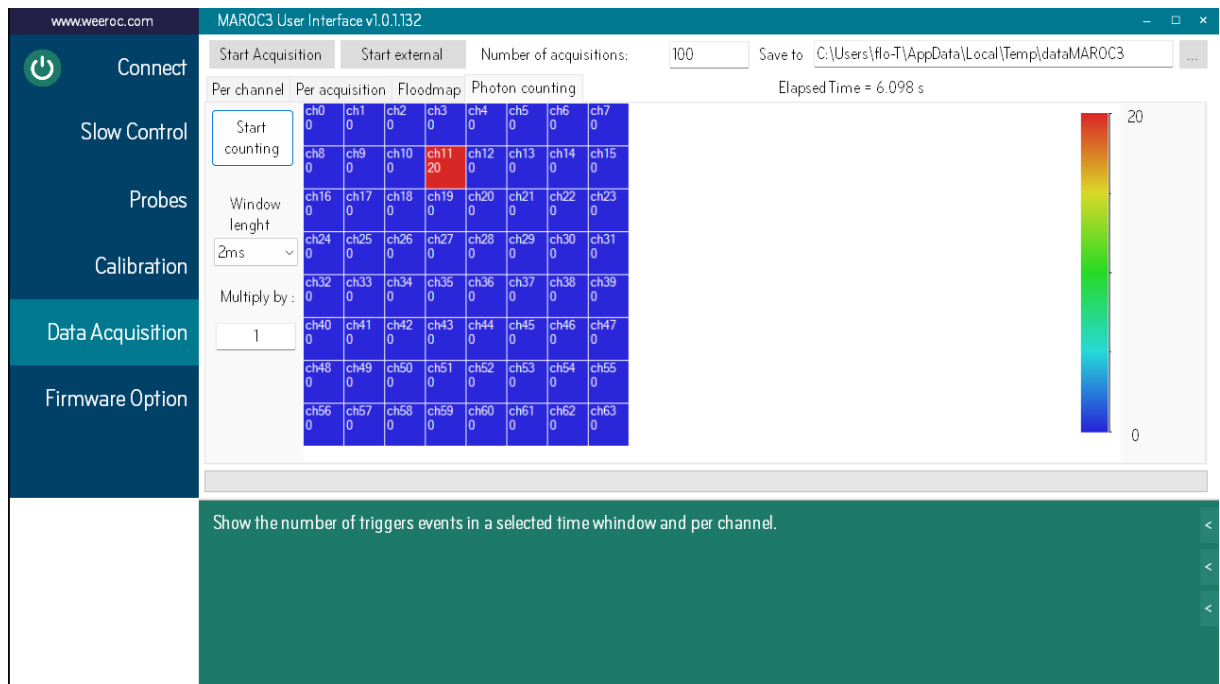 www.weeroc.com
MAROC3 User Interface v1.0.1.132
Connect
Slow Control
Probes
Calibration
Data Acquisition
Firmware Option
Start Acquisition Start external Number of acquisitions: 100 Save to C:\Users\flo-T\AppData\Local\Temp\dataMAROC3 ...
Per channel Per acquisition Floodmap Photon counting Elapsed Time = 6.098 s
Start
counting
Window
lenght
2ms
Multiply by :
1
ch0 ch1 ch2 ch3 ch4 ch5 ch6 ch7
0 0 0 0 0 0 0 0
ch8 ch9 ch10 ch11 ch12 ch13 ch14 ch15
0 0 0 20 0 0 0 0
ch16 ch17 ch18 ch19 ch20 ch21 ch22 ch23
0 0 0 0 0 0 0 0
ch24 ch25 ch26 ch27 ch28 ch29 ch30 ch31
0 0 0 0 0 0 0 0
ch32 ch33 ch34 ch35 ch36 ch37 ch38 ch39
0 0 0 0 0 0 0 0
ch40 ch41 ch42 ch43 ch44 ch45 ch46 ch47
0 0 0 0 0 0 0 0
ch48 ch49 ch50 ch51 ch52 ch53 ch54 ch55
0 0 0 0 0 0 0 0
ch56 ch57 ch58 ch59 ch60 ch61 ch62 ch63
0 0 0 0 0 0 0 0
20
0
Show the number of triggers events in a selected time whindow and per channel.
<
<
<